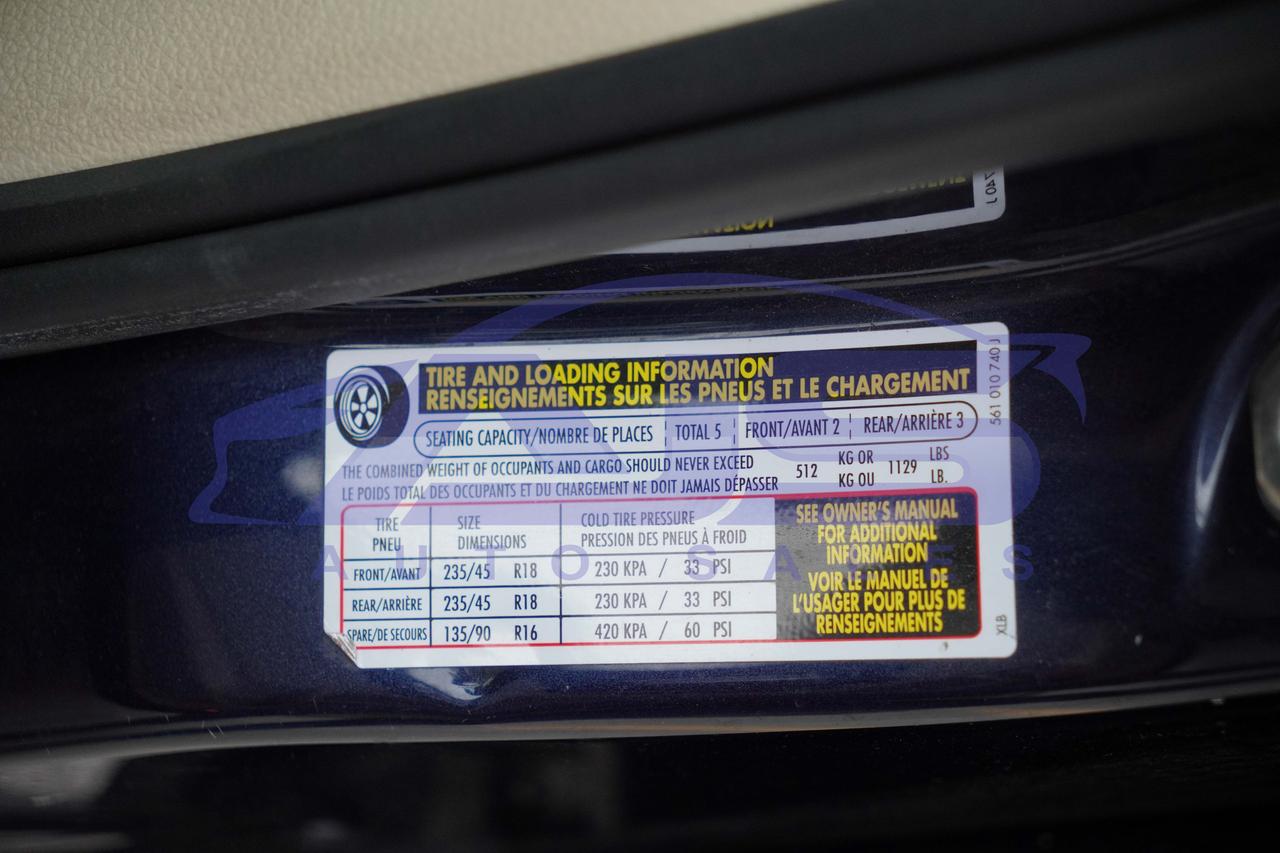 TIRE AND LOADING INFORMATION
RENSEIGNEMENTS SUR LES PNEUS ET LE CHARGEMENT
SEATING CAPACITY/NOMBRE DE PLACES TOTAL 5 FRONT/AVANT 2 REAR/ARRIÈRE 3
THE COMBINED WEIGHT OF OCCUPANTS AND CARGO SHOULD NEVER EXCEED
LE POIDS TOTAL DES OCCUPANTS ET DU CHARGEMENT NE DOIT JAMAIS DÉPASSER
512 KG OR 1129 LBS
KG OU LB.
TIRE SIZE COLD TIRE PRESSURE
PNEU DIMENSIONS PRESSION DES PNEUS À FROID
FRONT/AVANT 235/45 R18 230 KPA / 33 PSI
REAR/ARRIÈRE 235/45 R18 230 KPA / 33 PSI
SPARE/DE SECOURS 135/90 R16 420 KPA / 60 PSI
SEE OWNER'S MANUAL
FOR ADDITIONAL
INFORMATION
VOIR LE MANUEL DE
L'USAGER POUR PLUS DE
RENSEIGNEMENTS
561 010 740 J
XLB
AJS
AUTO SALES